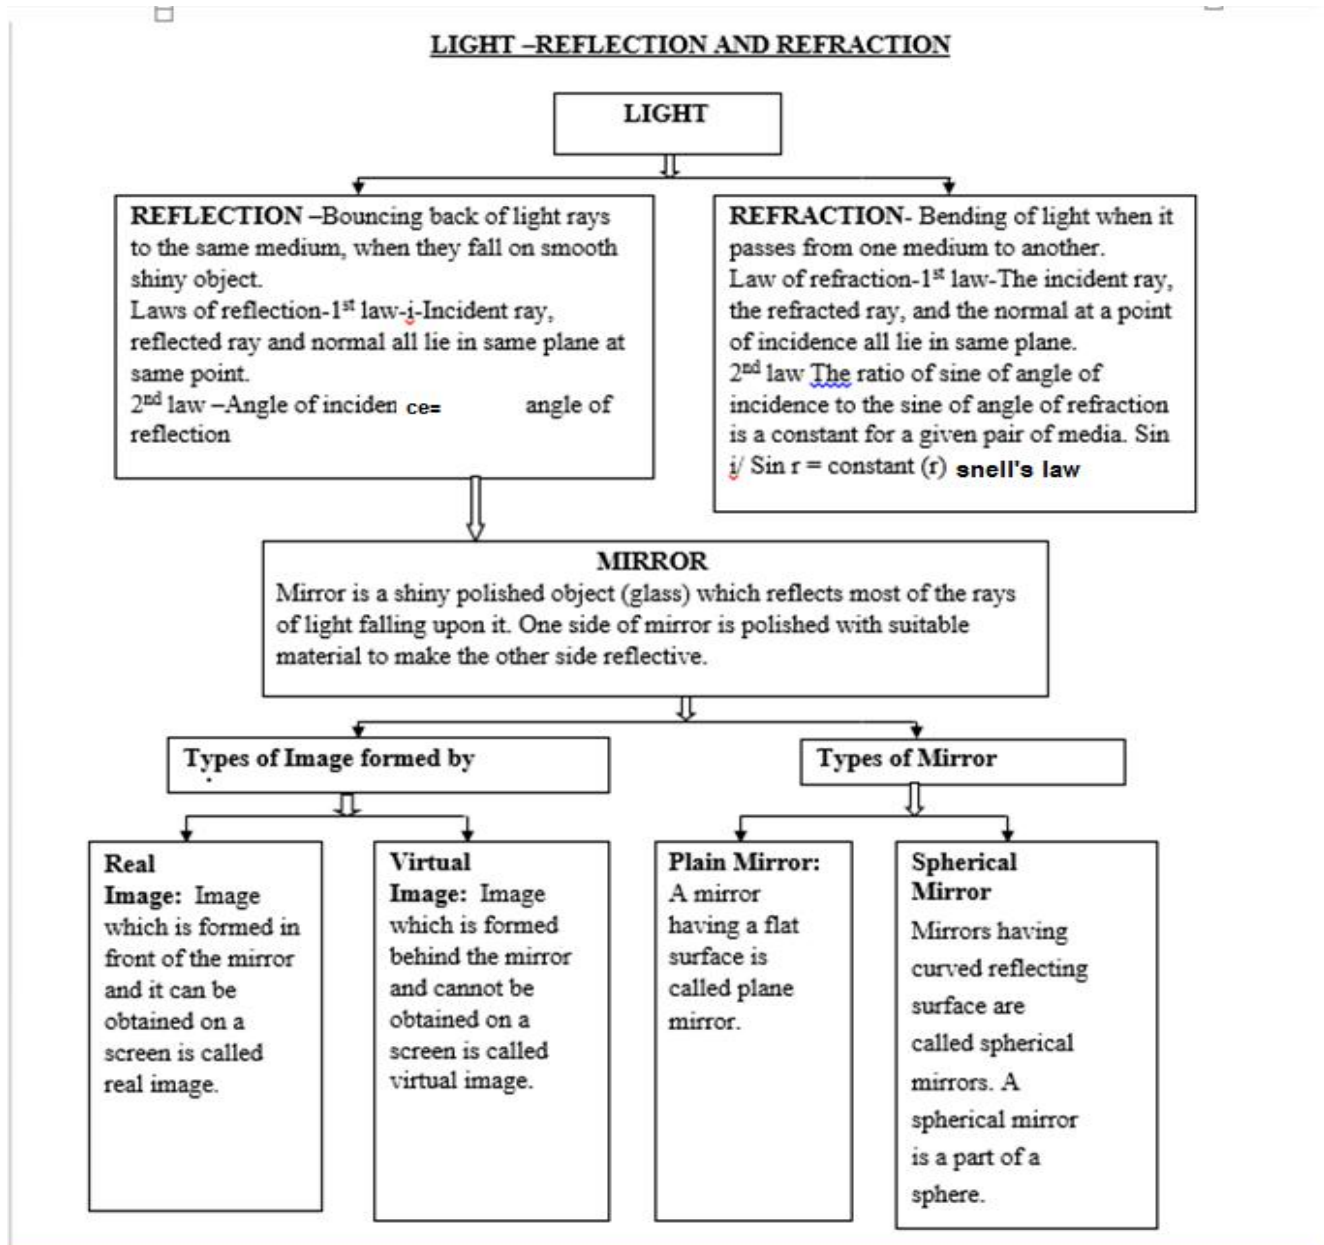 LIGHT –REFLECTION AND REFRACTION
LIGHT
REFLECTION –Bouncing back of light rays
to the same medium, when they fall on smooth
shiny object.
Laws of reflection-1st law-i-Incident ray,
reflected ray and normal all lie in same plane at
same point.
2nd law –Angle of inciden ce= angle of
reflection
REFRACTION- Bending of light when it
passes from one medium to another.
Law of refraction-1st law-The incident ray,
the refracted ray, and the normal at a point
of incidence all lie in same plane.
2nd law The ratio of sine of angle of
incidence to the sine of angle of refraction
is a constant for a given pair of media. Sin
i/ Sin r = constant (r) snell's law
MIRROR
Mirror is a shiny polished object (glass) which reflects most of the rays
of light falling upon it. One side of mirror is polished with suitable
material to make the other side reflective.
Types of Image formed by
Types of Mirror
Real
Image: Image
which is formed in
front of the mirror
and it can be
obtained on a
screen is called
real image.
Virtual
Image: Image
which is formed
behind the mirror
and cannot be
obtained on a
screen is called
virtual image.
Plain Mirror:
A mirror
having a flat
surface is
called plane
mirror.
Spherical
Mirror
Mirrors having
curved reflecting
surface are
called spherical
mirrors. A
spherical mirror
is a part of a
sphere.